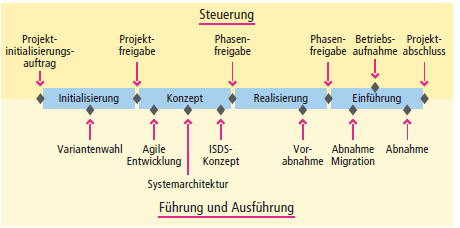 Steuerung
Projekt-
initialisierungs-
auftrag
Projekt-
freigabe
Phasen-
freigabe
Phasen-
freigabe
Betriebs-
aufnahme
Projekt-
abschluss
Initialisierung
Konzept
Realisierung
Einführung
Variantenwahl
Agile
Entwicklung
Systemarchitektur
ISDS-
Konzept
Vor-
abnahme
Abnahme
Migration
Abnahme
Führung und Ausführung